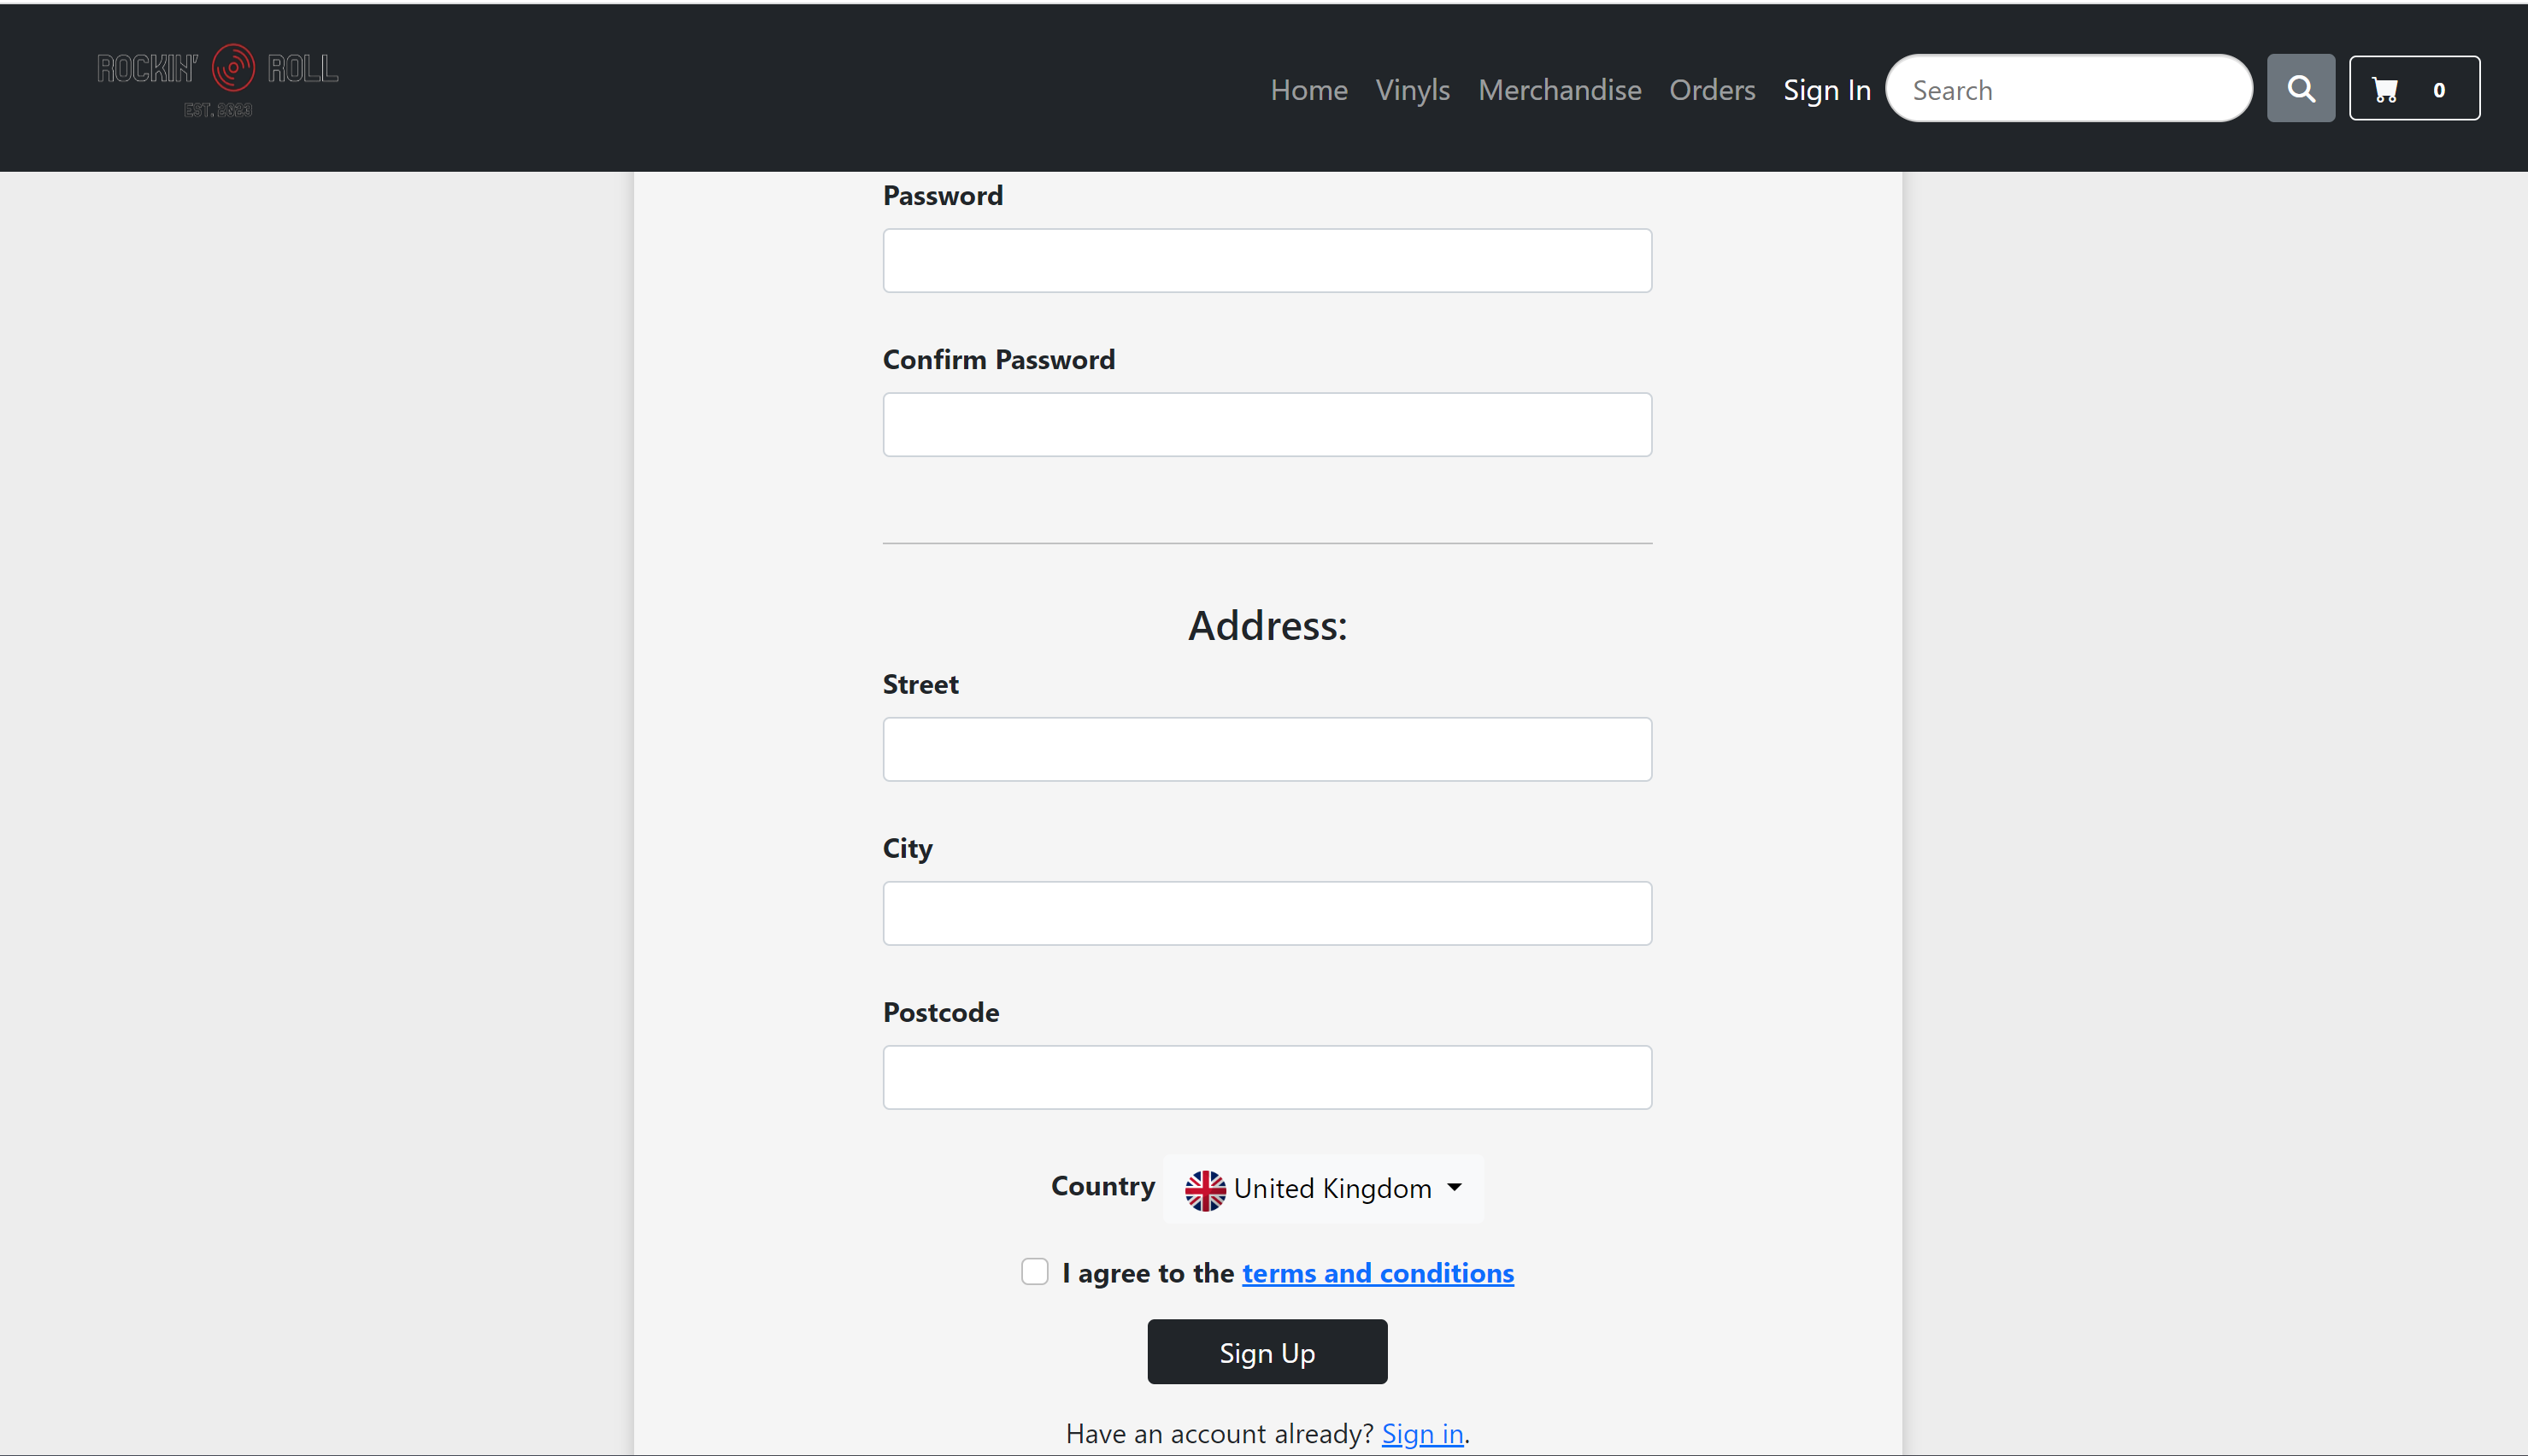 ROCKIN' ROLL
EST. 2023
Home Vinyls Merchandise Orders Sign In Search 0
Password
Confirm Password
Address:
Street
City
Postcode
Country United Kingdom
I agree to the terms and conditions
Sign Up
Have an account already? Sign in.